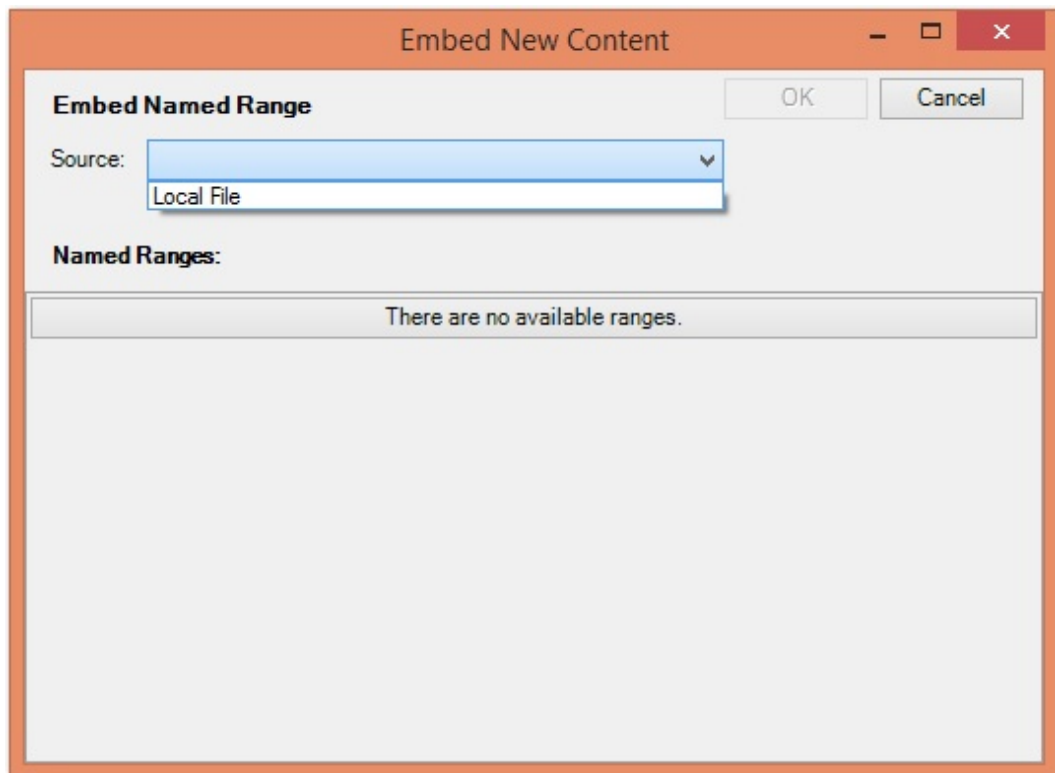 Embed New Content
Embed Named Range
OK
Cancel
Source:
Local File
Named Ranges:
There are no available ranges.